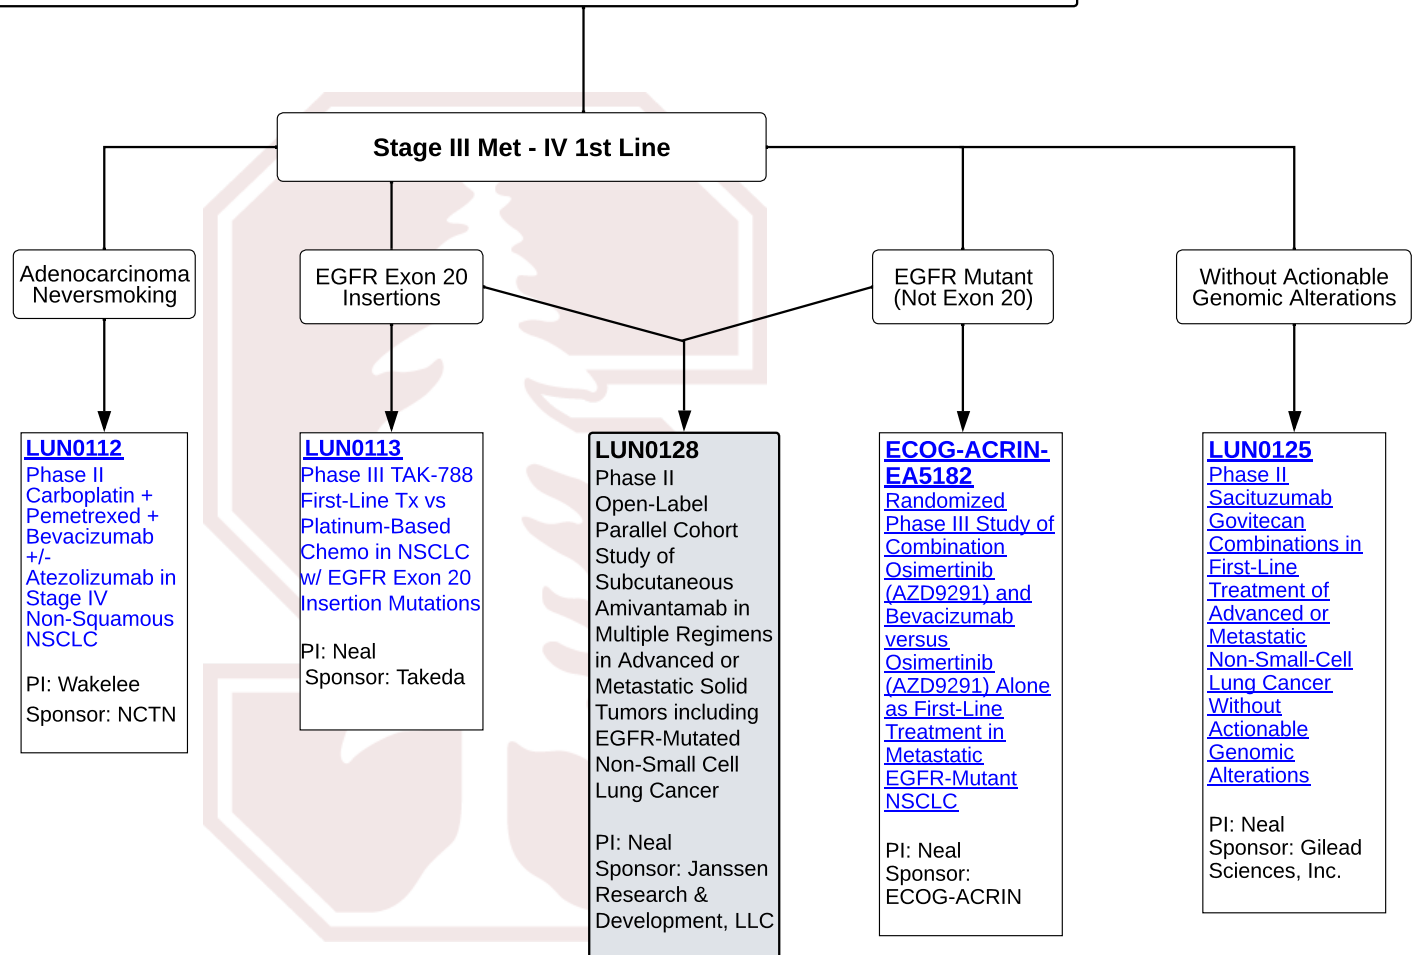 Stage III Met - IV 1st Line
Adenocarcinoma
Neversmoking
EGFR Exon 20
Insertions
EGFR Mutant
(Not Exon 20)
Without Actionable
Genomic Alterations
LUN0112
Phase II
Carboplatin +
Pemetrexed +
Bevacizumab
+/-
Atezolizumab in
Stage IV
Non-Squamous
NSCLC
PI: Wakelee
Sponsor: NCTN
LUN0113
Phase III TAK-788
First-Line Tx vs
Platinum-Based
Chemo in NSCLC
w/ EGFR Exon 20
Insertion Mutations
PI: Neal
Sponsor: Takeda
LUN0128
Phase II
Open-Label
Parallel Cohort
Study of
Subcutaneous
Amivantamab in
Multiple Regimens
in Advanced or
Metastatic Solid
Tumors including
EGFR-Mutated
Non-Small Cell
Lung Cancer
PI: Neal
Sponsor: Janssen
Research &
Development, LLC
ECOG-ACRIN-
EA5182
Randomized
Phase III Study of
Combination
Osimertinib
(AZD9291) and
Bevacizumab
versus
Osimertinib
(AZD9291) Alone
as First-Line
Treatment in
Metastatic
EGFR-Mutant
NSCLC
PI: Neal
Sponsor:
ECOG-ACRIN
LUN0125
Phase II
Sacituzumab
Govitecan
Combinations in
First-Line
Treatment of
Advanced or
Metastatic
Non-Small-Cell
Lung Cancer
Without
Actionable
Genomic
Alterations
PI: Neal
Sponsor: Gilead
Sciences, Inc.